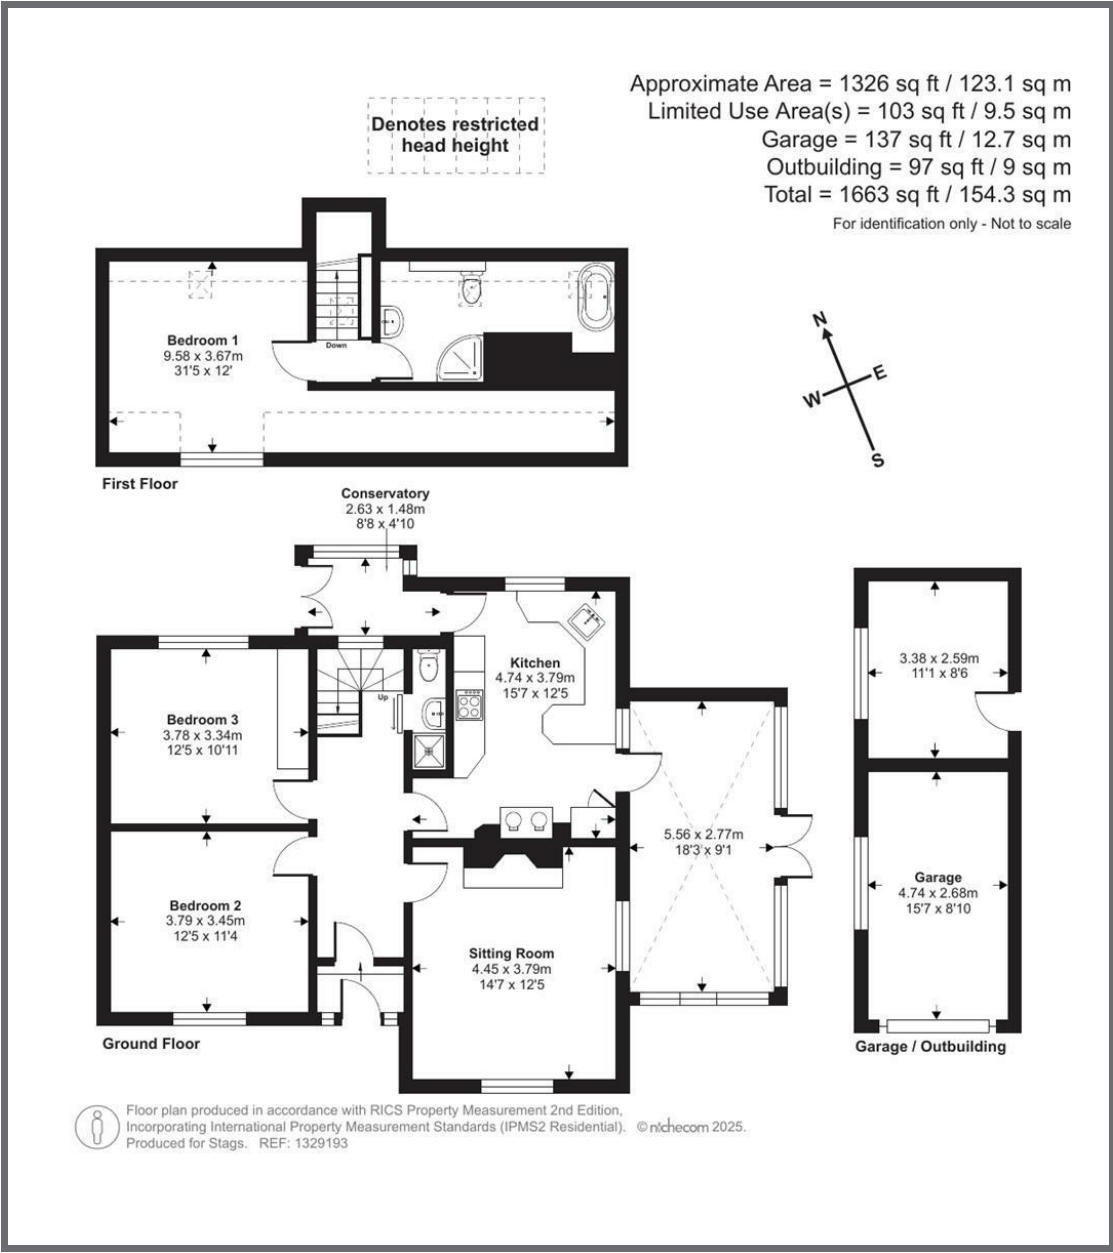 Approximate Area = 1326 sq ft / 123.1 sq m
Limited Use Area(s) = 103 sq ft / 9.5 sq m
Garage = 137 sq ft / 12.7 sq m
Outbuilding = 97 sq ft / 9 sq m
Total = 1663 sq ft / 154.3 sq m
For identification only - Not to scale
Denotes restricted
head height
Bedroom 1
9.58 x 3.67m
31'5 x 12'
Down
First Floor
N
E
W
S
Conservatory
2.63 x 1.48m
8'8 x 4'10
Kitchen
4.74 x 3.79m
15'7 x 12'5
Up
Bedroom 3
3.78 x 3.34m
12'5 x 10'11
3.38 x 2.59m
11'1 x 8'6
5.56 x 2.77m
18'3 x 9'1
Bedroom 2
3.79 x 3.45m
12'5 x 11'4
Garage
4.74 x 2.68m
15'7 x 8'10
Sitting Room
4.45 x 3.79m
14'7 x 12'5
Ground Floor
Garage / Outbuilding
Floor plan produced in accordance with RICS Property Measurement 2nd Edition,
Incorporating International Property Measurement Standards (IPMS2 Residential). © nichecom 2025.
Produced for Stags. REF: 1329193